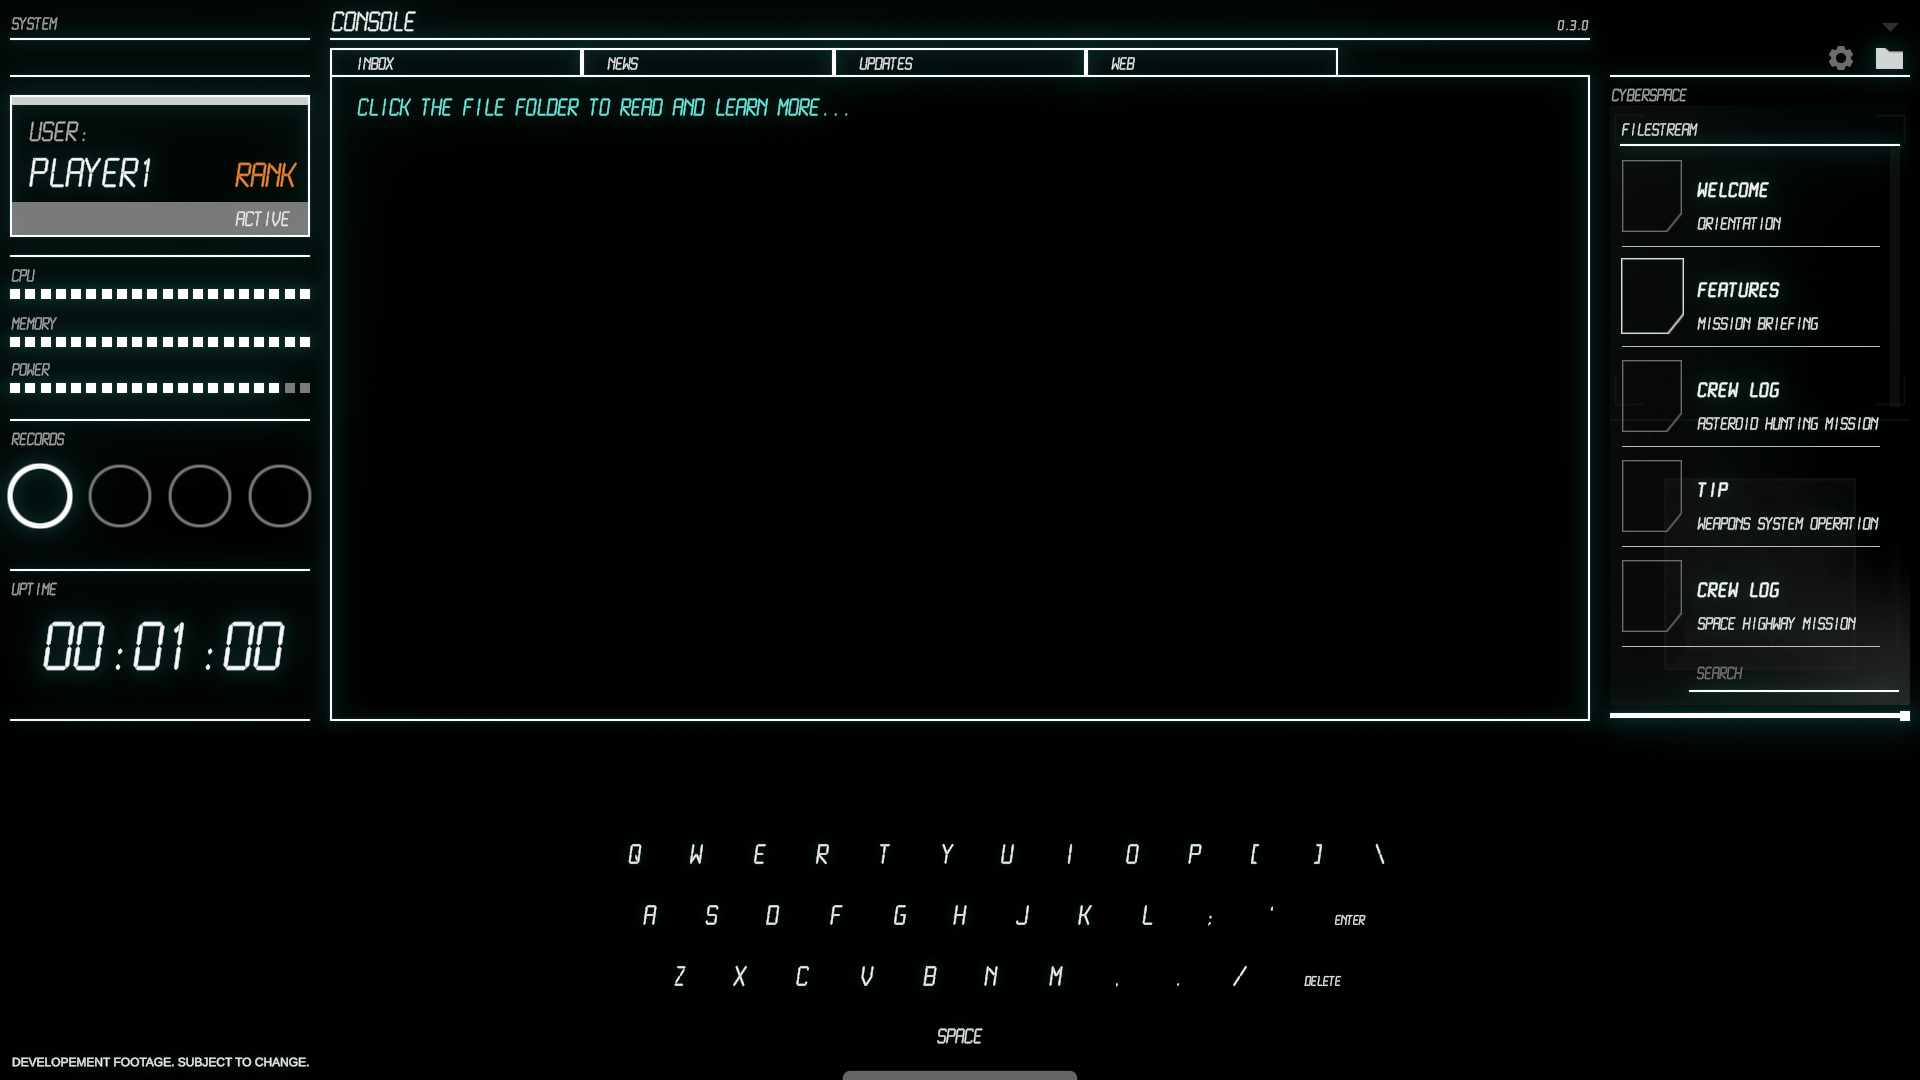 SYSTEM
CONSOLE
0.3.0
INBOX
NEWS
UPDATES
WEB
CLICK THE FILE FOLDER TO READ AND LEARN MORE...
USER:
PLAYER1
RANK
ACTIVE
CPU
MEMORY
POWER
RECORDS
UPTIME
00:01:00
CYBERSPACE
FILESTREAM
WELCOME
ORIENTATION
FEATURES
MISSION BRIEFING
CREW LOG
ASTEROID HUNTING MISSION
TIP
WEAPONS SYSTEM OPERATION
CREW LOG
SPACE HIGHWAY MISSION
SEARCH
Q W E R T Y U I O P [ ] \
A S D F G H J K L ; ' ENTER
Z X C V B N M , . / DELETE
SPACE
DEVELOPEMENT FOOTAGE. SUBJECT TO CHANGE.